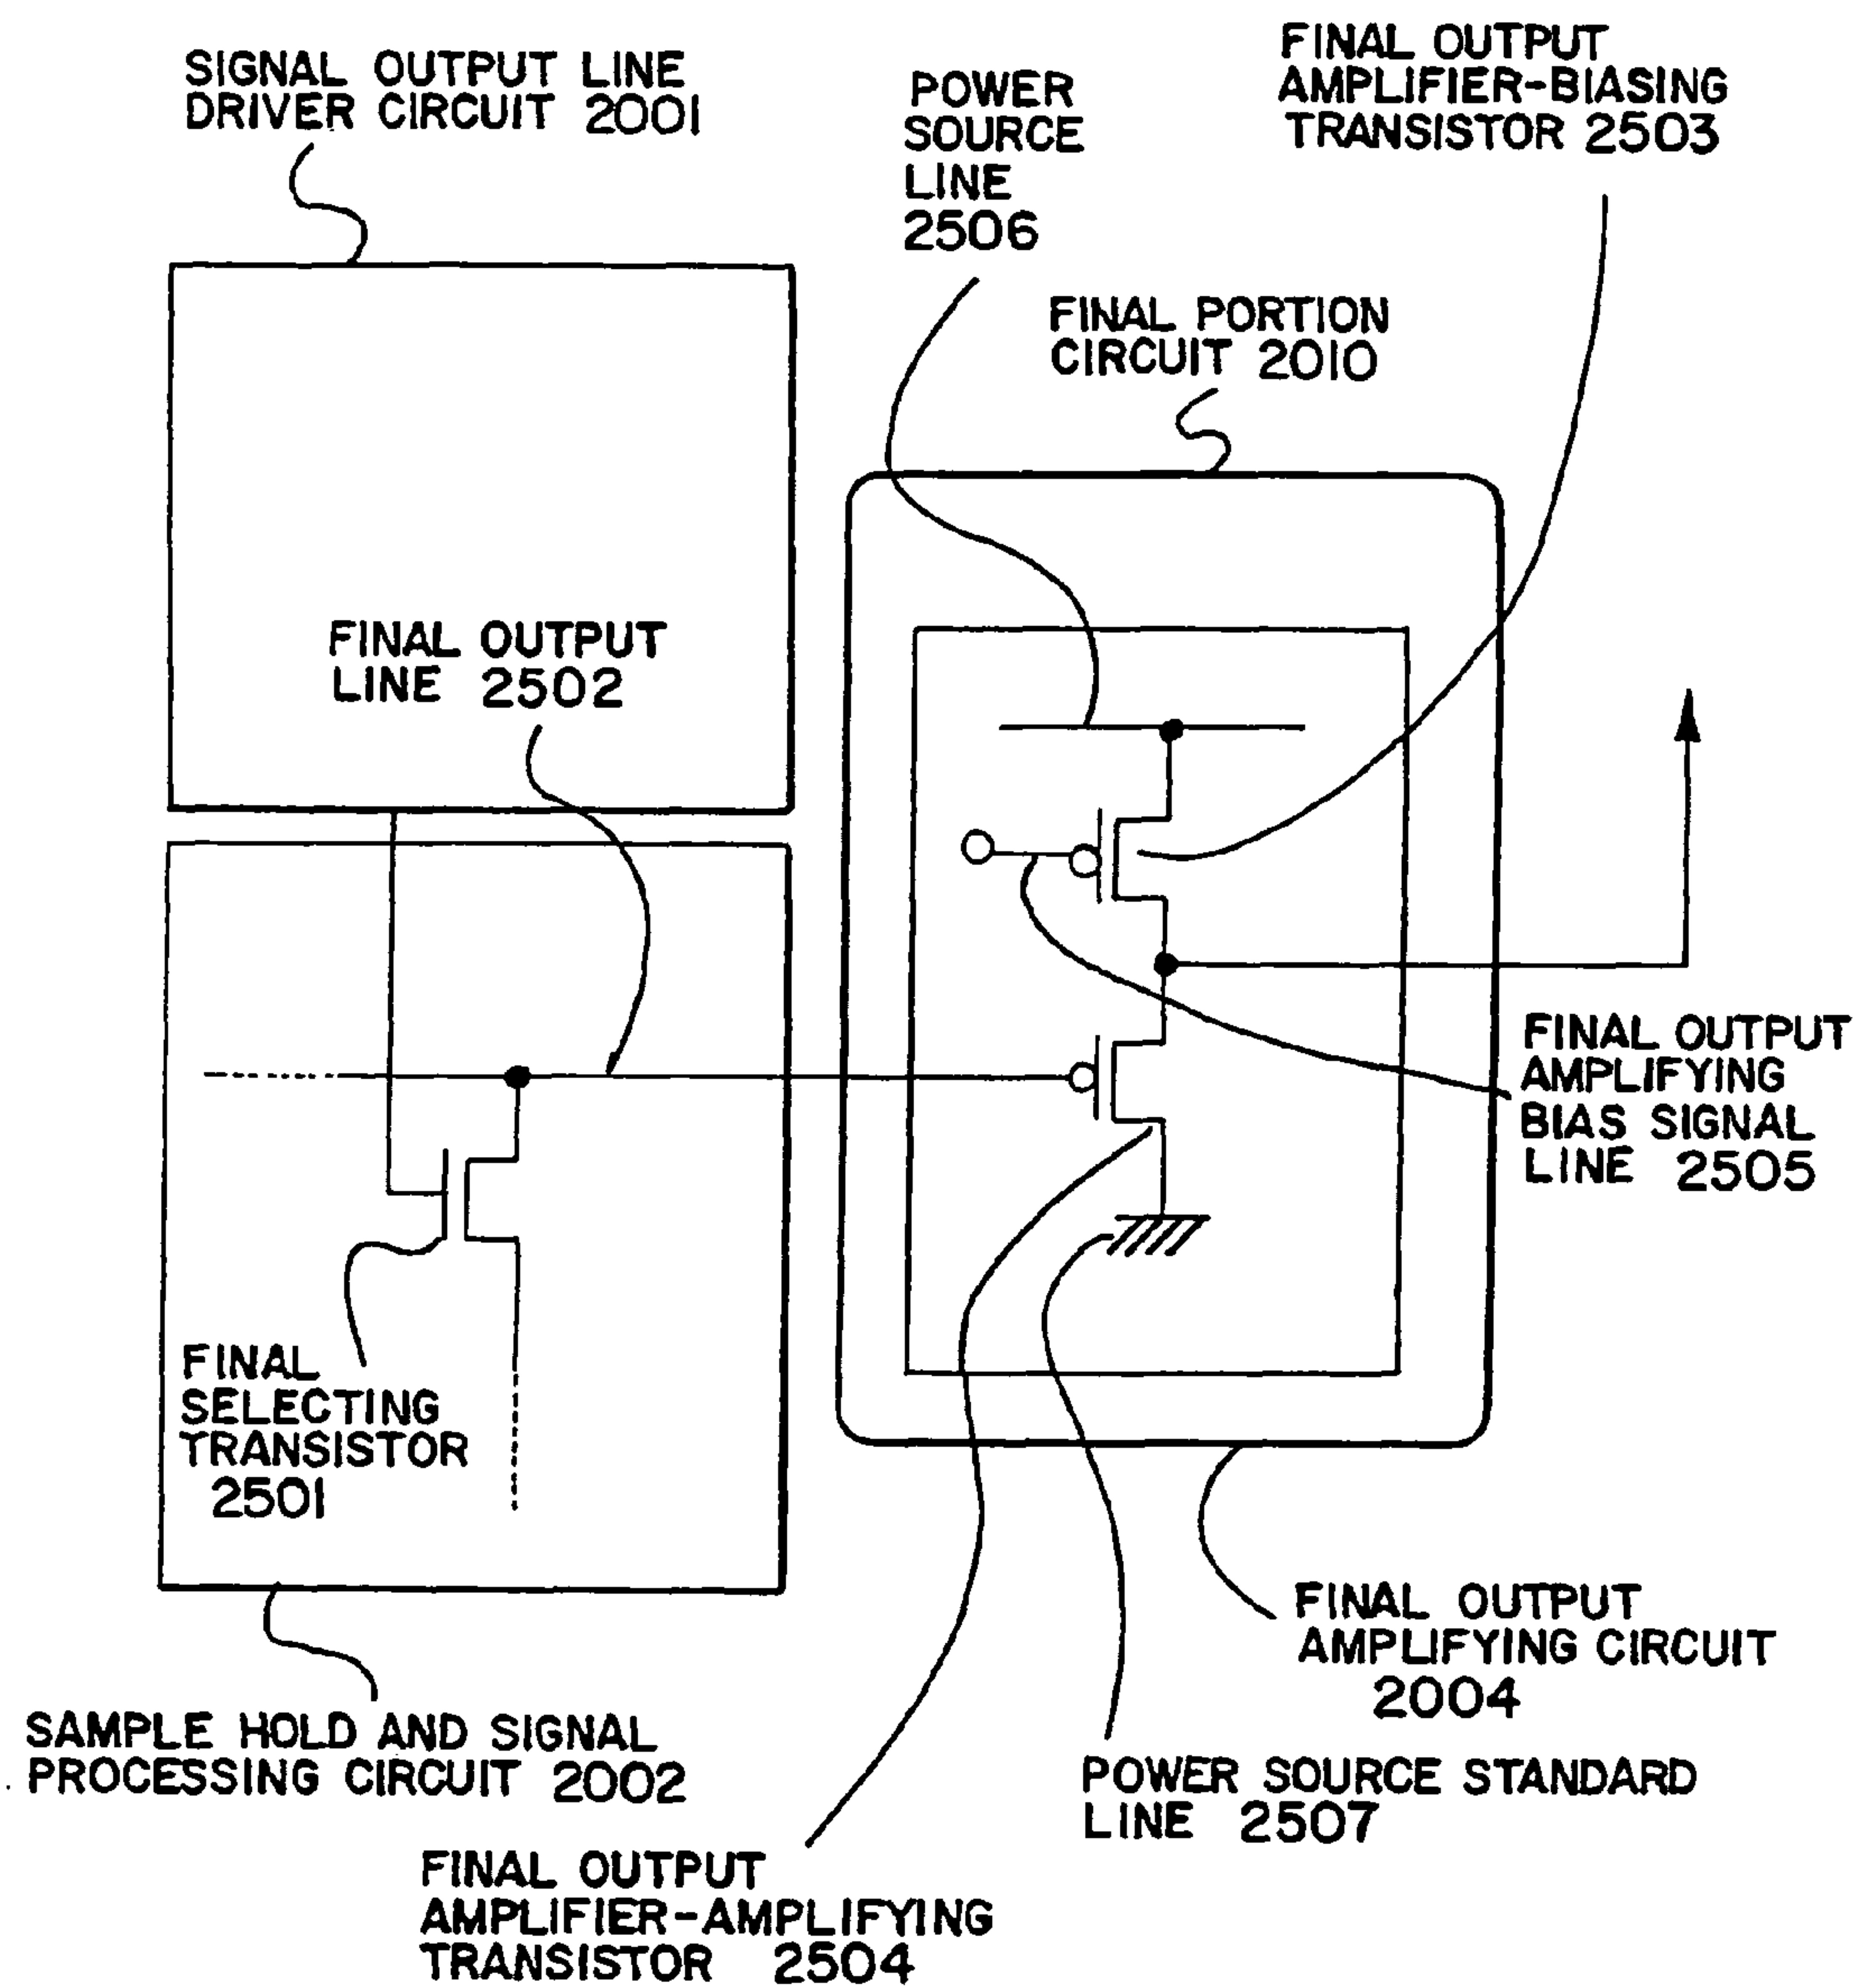 SIGNAL OUTPUT LINE
DRIVER CIRCUIT 2001
POWER
SOURCE
LINE
2506
FINAL OUTPUT
AMPLIFIER-BIASING
TRANSISTOR 2503
FINAL PORTION
CIRCUIT 2010
FINAL OUTPUT
LINE 2502
FINAL OUTPUT
AMPLIFYING
BIAS SIGNAL
LINE 2505
FINAL
SELECTING
TRANSISTOR
2501
FINAL OUTPUT
AMPLIFYING CIRCUIT
2004
SAMPLE HOLD AND SIGNAL
PROCESSING CIRCUIT 2002
POWER SOURCE STANDARD
LINE 2507
FINAL OUTPUT
AMPLIFIER-AMPLIFYING
TRANSISTOR 2504